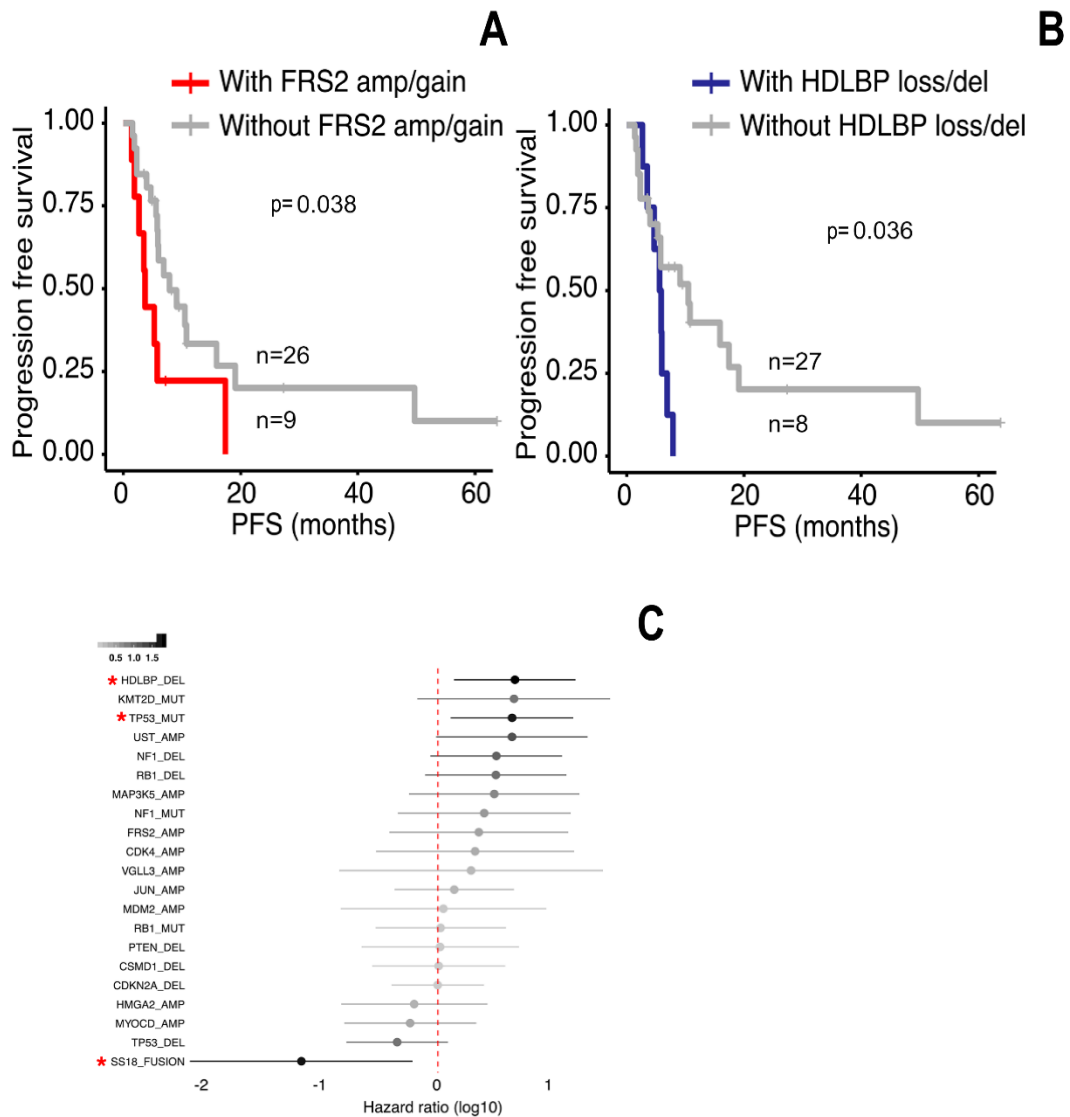 A
With FRS2 amp/gain
Without FRS2 amp/gain
Progression free survival
1.00
0.75
0.50
0.25
0.00
p= 0.038
n=26
n=9
0 20 40 60
PFS (months)
B
With HDLBP loss/del
Without HDLBP loss/del
Progression free survival
1.00
0.75
0.50
0.25
0.00
p= 0.036
n=27
n=8
0 20 40 60
PFS (months)
C
0.5 1.0 1.5
* HDLBP_DEL
KMT2D_MUT
* TP53_MUT
UST_AMP
NF1_DEL
RB1_DEL
MAP3K5_AMP
NF1_MUT
FRS2_AMP
CDK4_AMP
VGLL3_AMP
JUN_AMP
MDM2_AMP
RB1_MUT
PTEN_DEL
CSMD1_DEL
CDKN2A_DEL
HMGA2_AMP
MYOCD_AMP
TP53_DEL
* SS18_FUSION
-2 -1 0 1
Hazard ratio (log10)